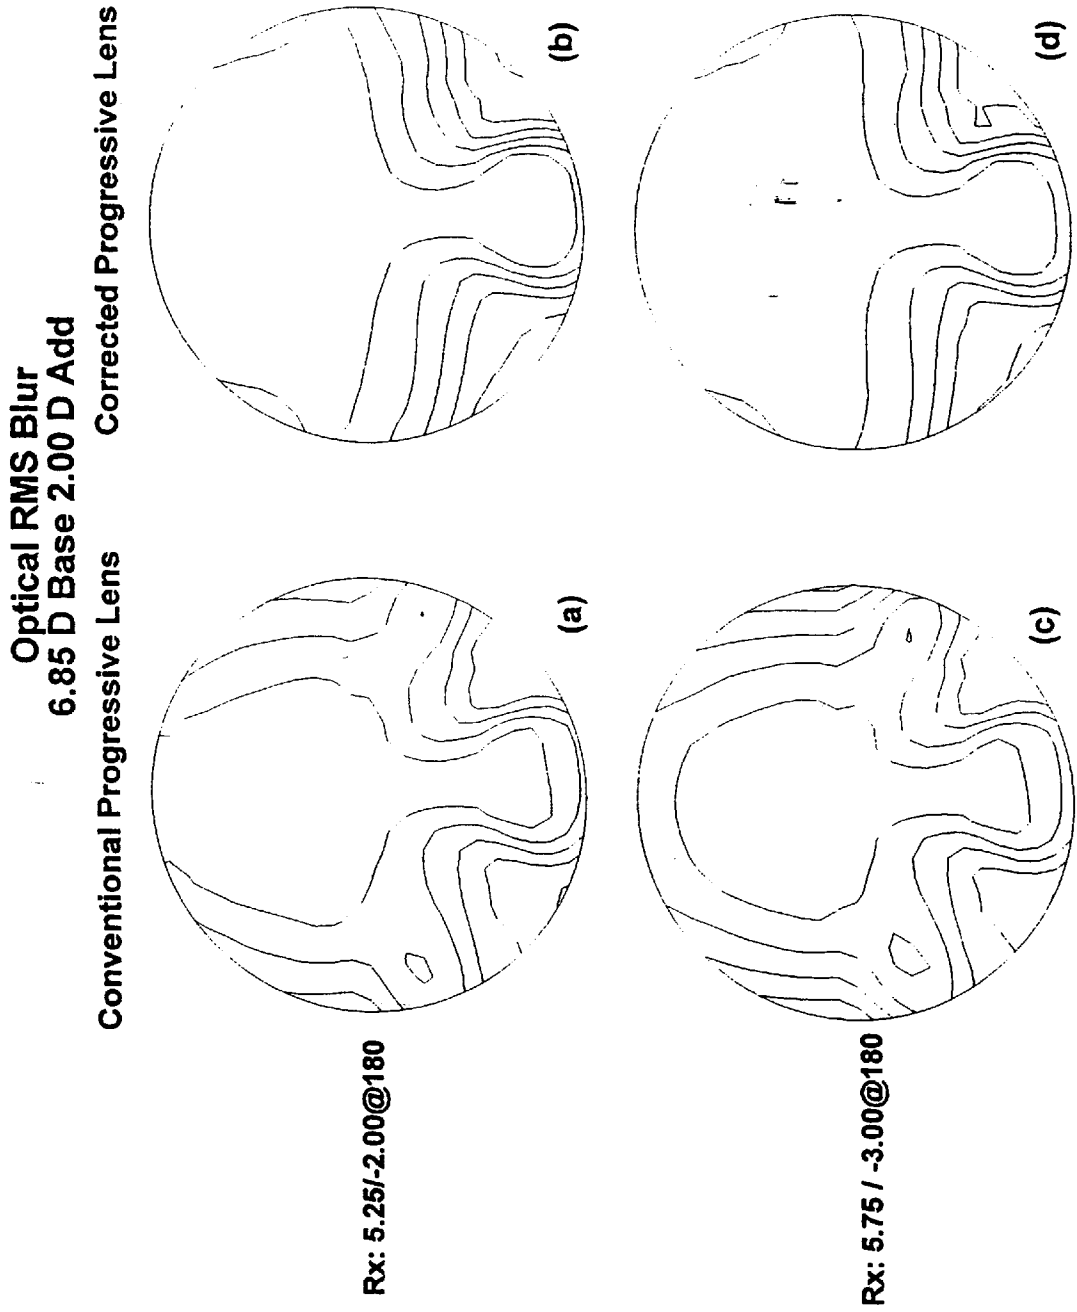 Optical RMS Blur
6.85 D Base 2.00 D Add
Conventional Progressive Lens
Corrected Progressive Lens
Rx: 5.25/-2.00@180
(a)
(b)
Rx: 5.75 / -3.00@180
(c)
(d)